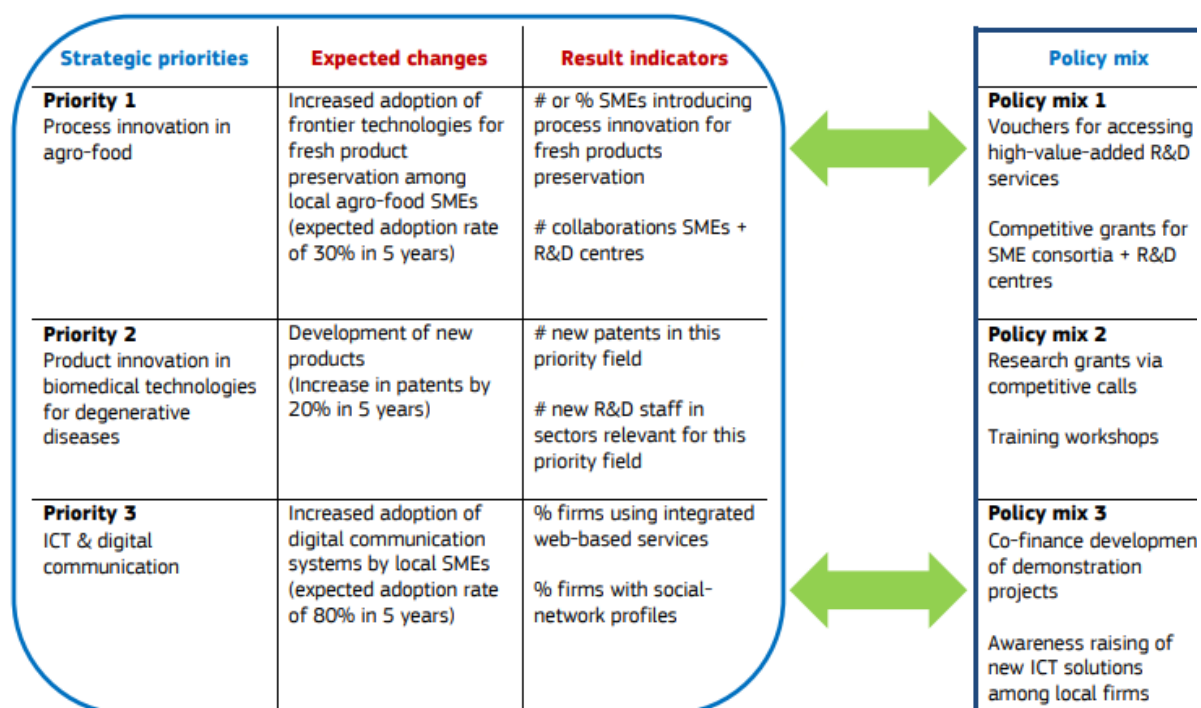 Strategic priorities
Expected changes
Result indicators
Policy mix
Priority 1
Process innovation in
agro-food
Increased adoption of
frontier technologies for
fresh product
preservation among
local agro-food SMEs
(expected adoption rate
of 30% in 5 years)
# or % SMEs introducing
process innovation for
fresh products
preservation
# collaborations SMEs +
R&D centres
Policy mix 1
Vouchers for accessing
high-value-added R&D
services
Competitive grants for
SME consortia + R&D
centres
Priority 2
Product innovation in
biomedical technologies
for degenerative
diseases
Development of new
products
(Increase in patents by
20% in 5 years)
# new patents in this
priority field
# new R&D staff in
sectors relevant for this
priority field
Policy mix 2
Research grants via
competitive calls
Training workshops
Priority 3
ICT & digital
communication
Increased adoption of
digital communication
systems by local SMEs
(expected adoption rate
of 80% in 5 years)
% firms using integrated
web-based services
% firms with social-
network profiles
Policy mix 3
Co-finance developmen
of demonstration
projects
Awareness raising of
new ICT solutions
among local firms